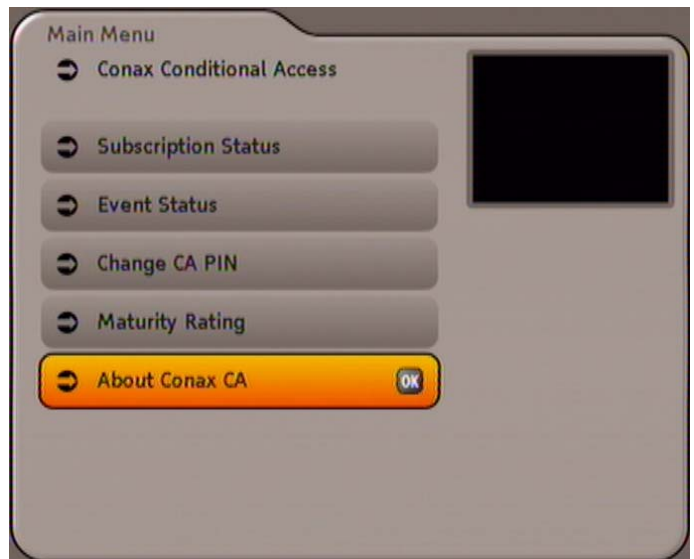 Main Menu
Conax Conditional Access
Subscription Status
Event Status
Change CA PIN
Maturity Rating
About Conax CA OK